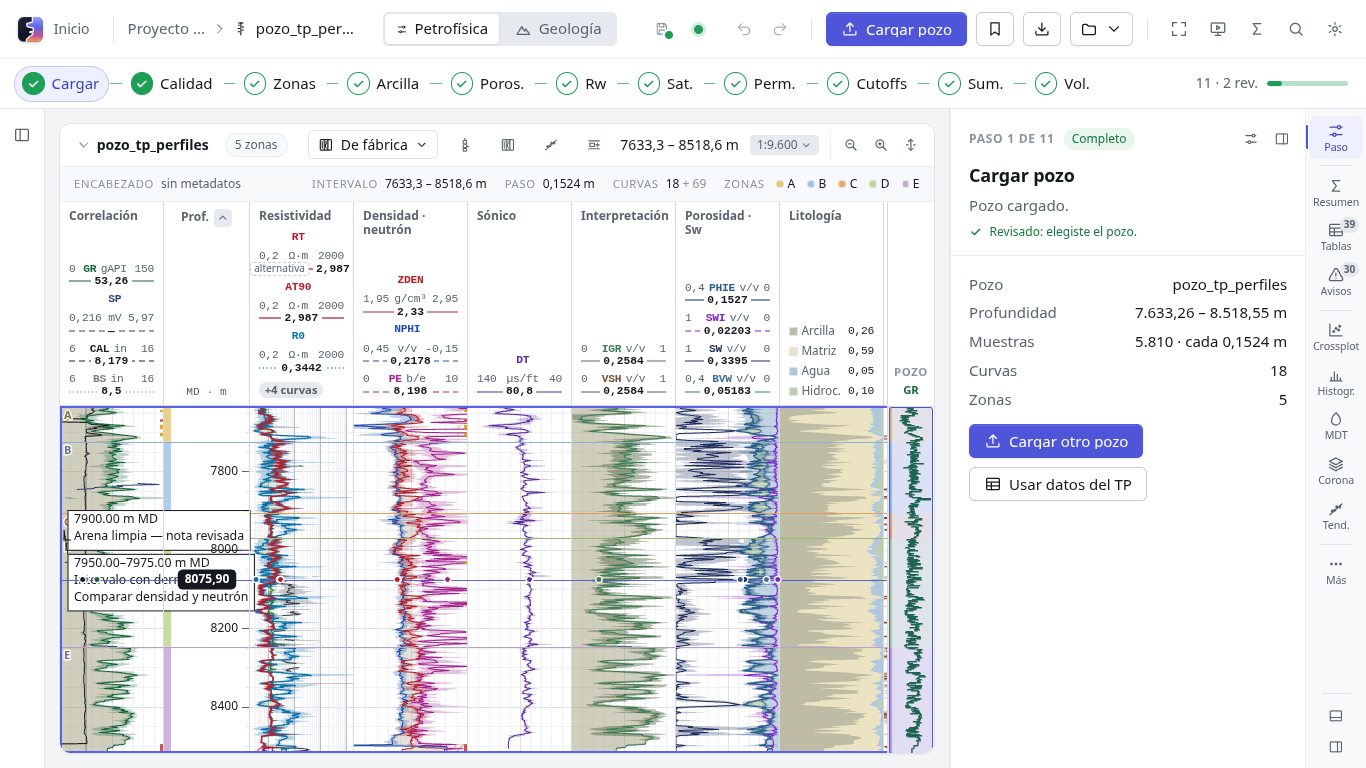 Inicio
Proyecto ...
pozo_tp_per...
Petrofísica
Geología
Cargar pozo
Cargar
Calidad
Zonas
Arcilla
Poros.
Rw
Sat.
Perm.
Cutoffs
Sum.
Vol.
11 · 2 rev.
pozo_tp_perfiles
5 zonas
De fábrica
7633,3 – 8518,6 m
1:9.600
ENCABEZADO sin metadatos
INTERVALO 7633,3 – 8518,6 m
PASO 0,1524 m
CURVAS 18 + 69
ZONAS A B C D E
Correlación
0 GR gAPI 150
53,26
SP
0,216 mV 5,97
—
6 CAL in 16
8,179
6 BS in 16
8,5
Prof.
MD · m
Resistividad
RT
0,2 Ω·m 2000
alternativa 2,987
AT90
0,2 Ω·m 2000
2,987
R0
0,2 Ω·m 2000
0,3442
+4 curvas
Densidad ·
neutrón
ZDEN
1,95 g/cm³ 2,95
2,33
NPHI
0,45 v/v -0,15
0,2178
0 PE b/e 10
8,198
Sónico
DT
140 µs/ft 40
80,8
Interpretación
0 IGR v/v 1
0,2584
0 VSH v/v 1
0,2584
Porosidad ·
Sw
0,4 PHIE v/v 0
0,1527
1 SWI v/v 0
0,02203
1 SW v/v 0
0,3395
0,4 BVW v/v 0
0,05183
Litología
Arcilla 0,26
Matriz 0,59
Agua 0,05
Hidroc. 0,10
POZO
GR
A
B
E
7800
8000
8200
8400
7900.00 m MD
Arena limpia — nota revisada
7950.00–7975.00 m MD
8075,90
Comparar densidad y neutrón
PASO 1 DE 11
Completo
Cargar pozo
Pozo cargado.
Revisado: elegiste el pozo.
Pozo pozo_tp_perfiles
Profundidad 7.633,26 – 8.518,55 m
Muestras 5.810 · cada 0,1524 m
Curvas 18
Zonas 5
Cargar otro pozo
Usar datos del TP
Paso
Resumen
39
Tablas
30
Avisos
Crossplot
Histogr.
MDT
Corona
Tend.
Más